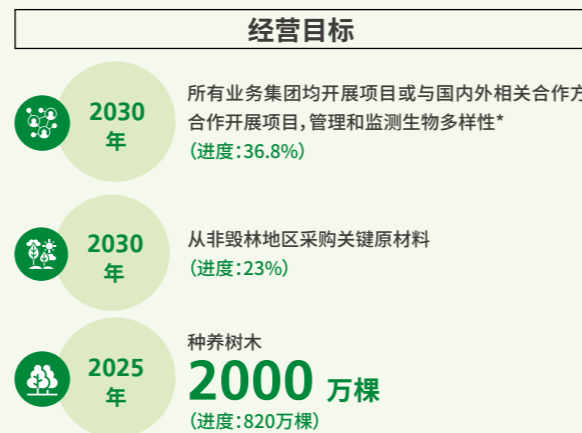 经营目标
2030
年
所有业务集团均开展项目或与国内外相关合作方
合作开展项目,管理和监测生物多样性*
(进度:36.8%)
2030
年
从非毁林地区采购关键原材料
(进度:23%)
2025
年
种养树木
2000 万棵
(进度:820万棵)